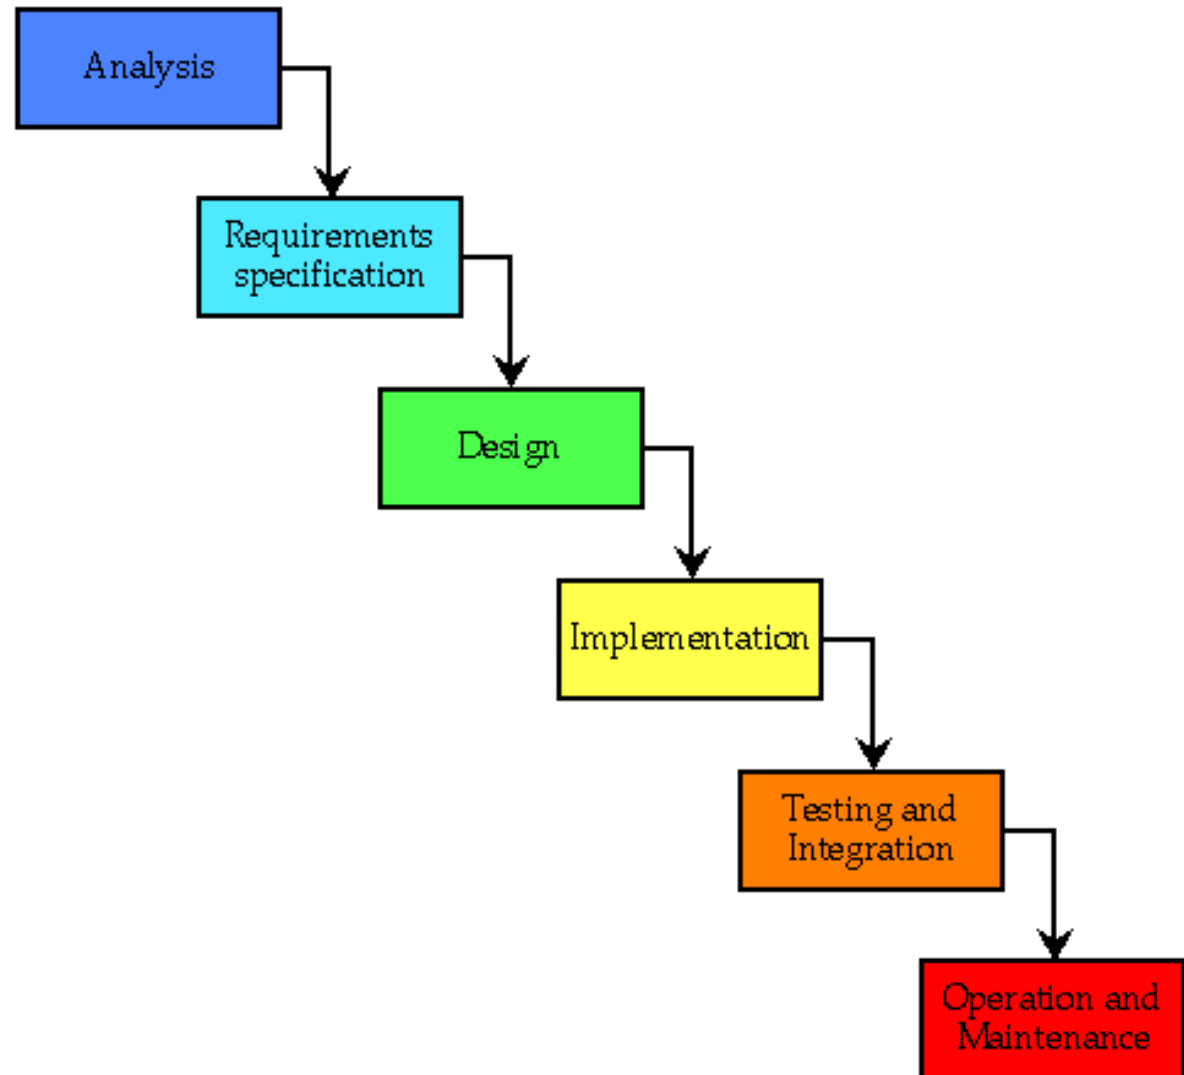 Analysis
Requirements
specification
Design
Implementation
Testing and
Integration
Operation and
Maintenance